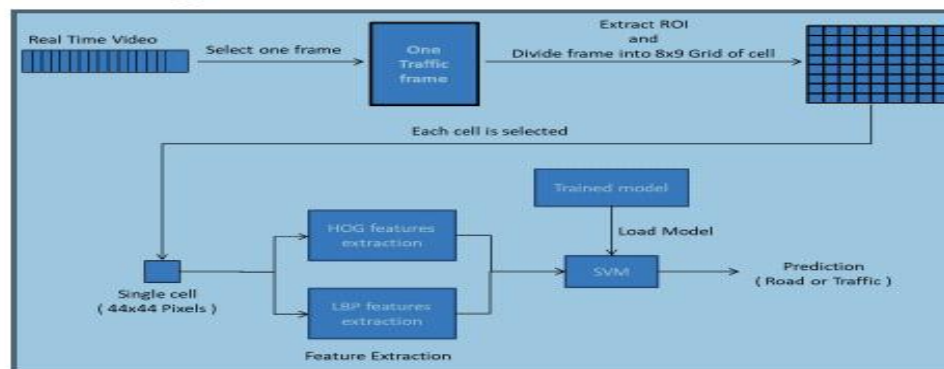 Real Time Video
Select one frame
One
Traffic
frame
Extract ROI
and
Divide frame into 8x9 Grid of cell
Each cell is selected
Trained model
Load Model
HOG features
extraction
SVM
Prediction
( Road or Traffic )
Single cell
( 44x44 Pixels )
LBP features
extraction
Feature Extraction